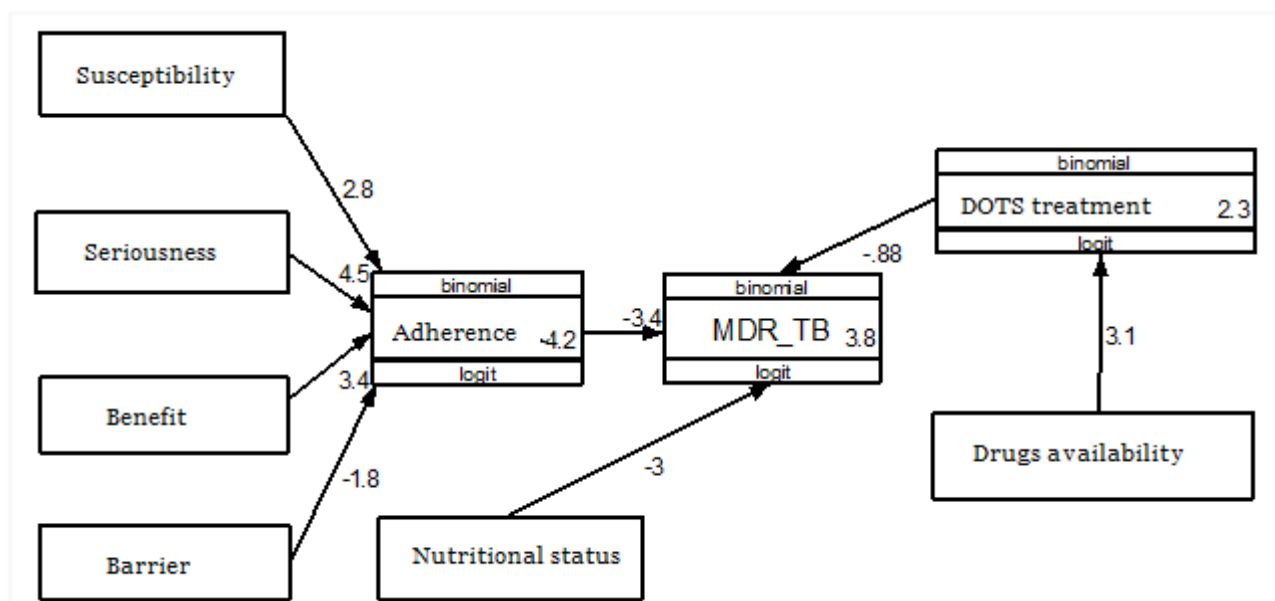 Susceptibility
2.8
Seriousness
4.5
Benefit
3.4
Barrier
-1.8
binomial
Adherence
-4.2
logit
-3.4
binomial
MDR_TB
3.8
logit
-3
Nutritional status
-.88
binomial
DOTS treatment
2.3
logit
3.1
Drugs availability